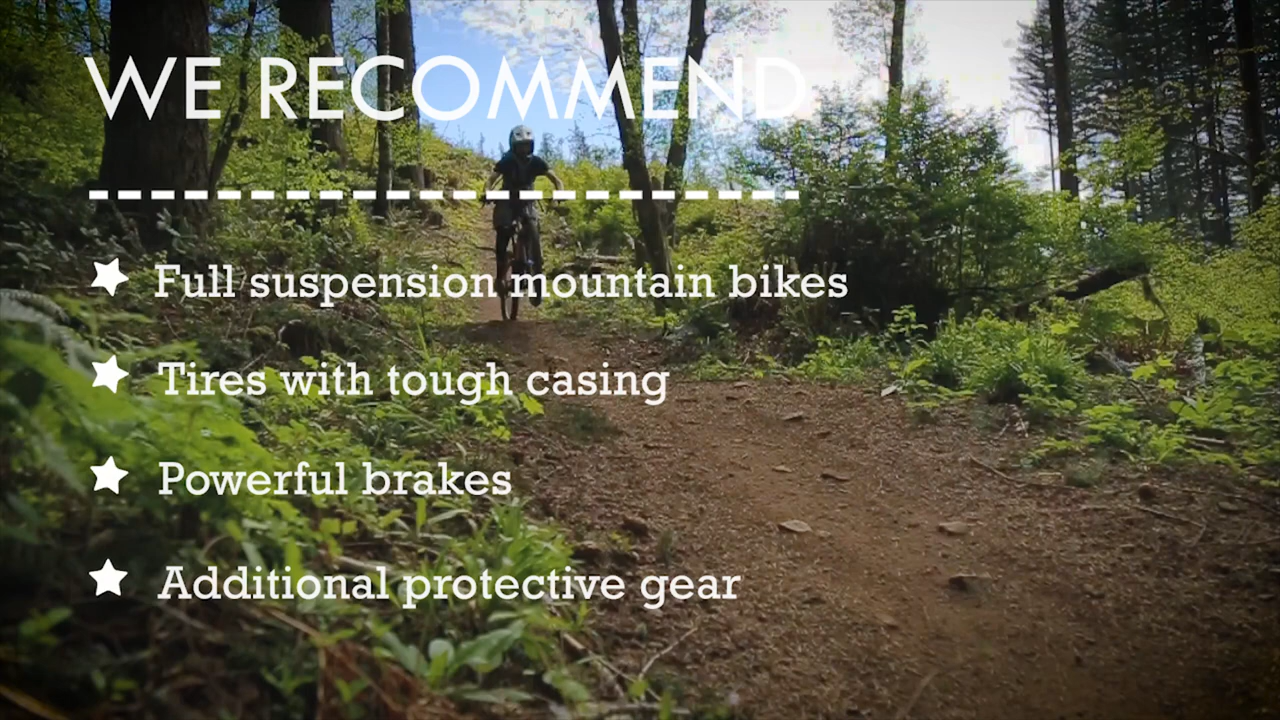 WE RECOMMEND
Full suspension mountain bikes
Tires with tough casing
Powerful brakes
Additional protective gear